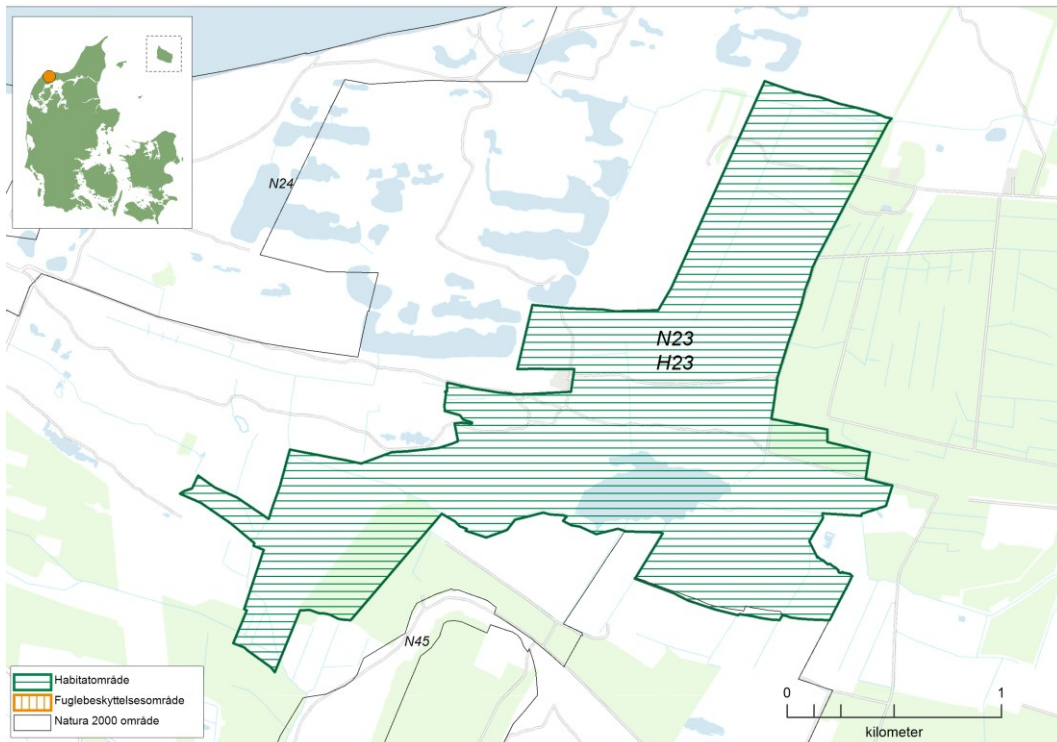 N24
N23
H23
N45
Habitatområde
Fuglebeskyttelsesområde
Natura 2000 område
0 1
kilometer